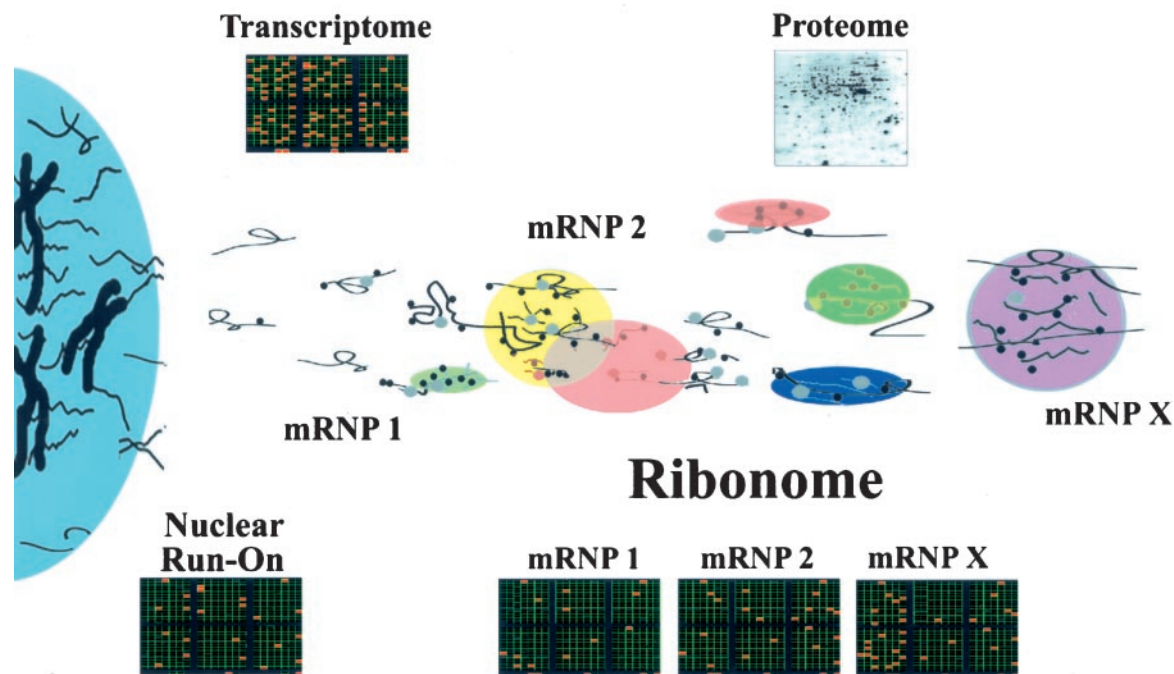 Transcriptome
Proteome
mRNP 2
mRNP 1
mRNP X
Ribonome
Nuclear
Run-On
mRNP 1
mRNP 2
mRNP X